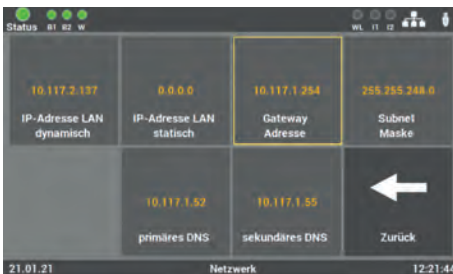 Status B1 B2 W WL I1 I2
10.117.2.137 0.0.0.0 10.117.1.254 255.255.248.0
IP-Adresse LAN IP-Adresse LAN Gateway Subnet
dynamisch statisch Adresse Maske
10.117.1.52 10.117.1.55
primäres DNS sekundäres DNS Zurück
21.01.21 Netzwerk 12:21:44